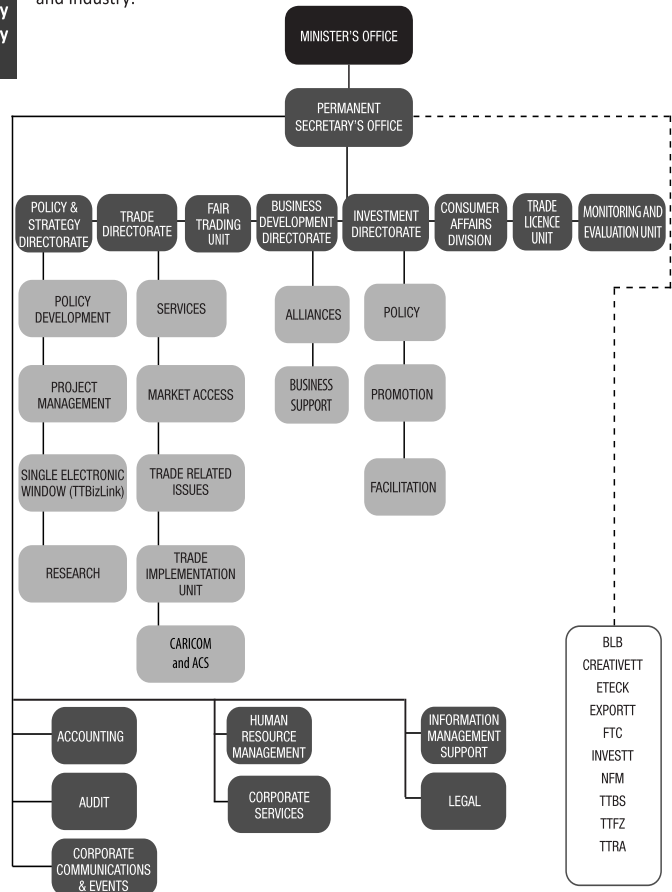 y
y
and industry.
MINISTER'S OFFICE
PERMANENT
SECRETARY'S OFFICE
POLICY &
STRATEGY
DIRECTORATE
TRADE
DIRECTORATE
FAIR
TRADING
UNIT
BUSINESS
DEVELOPMENT
DIRECTORATE
INVESTMENT
DIRECTORATE
CONSUMER
AFFAIRS
DIVISION
TRADE
LICENCE
UNIT
MONITORING AND
EVALUATION UNIT
POLICY
DEVELOPMENT
PROJECT
MANAGEMENT
SINGLE ELECTRONIC
WINDOW (TTBizLink)
RESEARCH
SERVICES
MARKET ACCESS
TRADE RELATED
ISSUES
TRADE
IMPLEMENTATION
UNIT
CARICOM
and ACS
ALLIANCES
BUSINESS
SUPPORT
POLICY
PROMOTION
FACILITATION
BLB
CREATIVETT
ETECK
EXPORTT
FTC
INVESTT
NFM
TTBS
TTFZ
TTRA
ACCOUNTING
AUDIT
CORPORATE
COMMUNICATIONS
& EVENTS
HUMAN
RESOURCE
MANAGEMENT
CORPORATE
SERVICES
INFORMATION
MANAGEMENT
SUPPORT
LEGAL